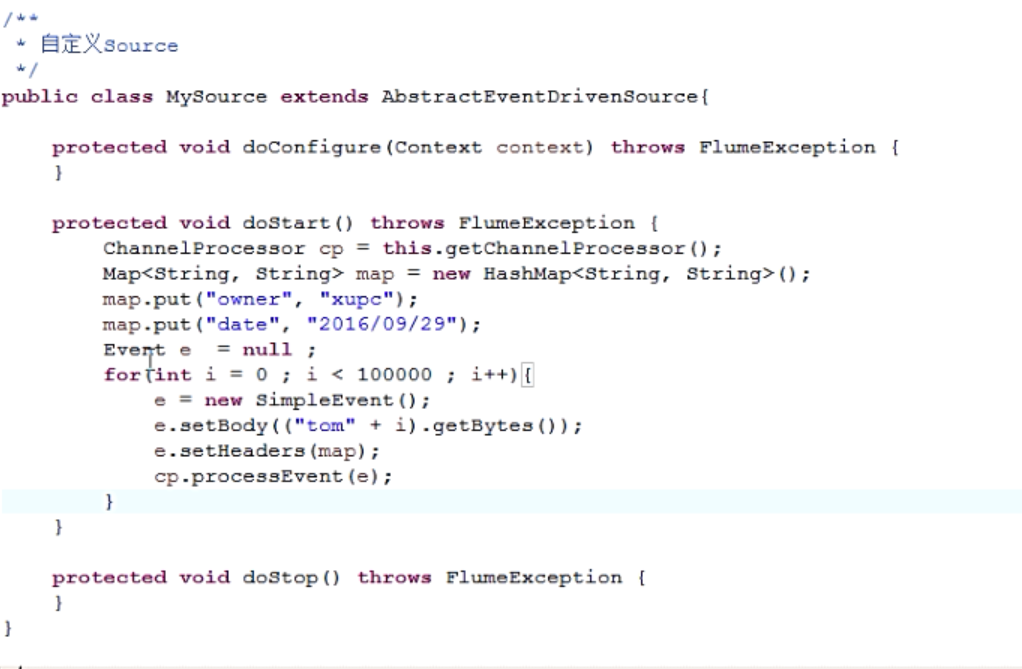 /**
 * 自定义Source
 */
public class MySource extends AbstractEventDrivenSource{
    protected void doConfigure(Context context) throws FlumeException {
    }
    protected void doStart() throws FlumeException {
        ChannelProcessor cp = this.getChannelProcessor();
        Map<String, String> map = new HashMap<String, String>();
        map.put("owner", "xupc");
        map.put("date", "2016/09/29");
        Event e  = null ;
        for(int i = 0 ; i < 100000 ; i++){
            e = new SimpleEvent();
            e.setBody(("tom" + i).getBytes());
            e.setHeaders(map);
            cp.processEvent(e);
        }
    }
    protected void doStop() throws FlumeException {
    }
}